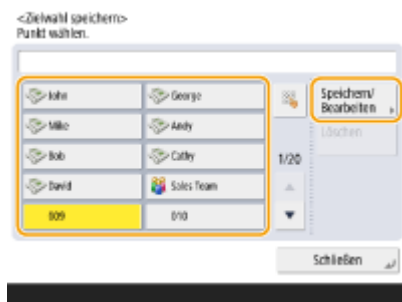 <Zielwahl speichern>
Punkt wählen.
John
George
Mike
Andy
Bob
Cathy
David
Sales Team
009
010
1/20
Speichern/
Bearbeiten
Löschen
Schließen